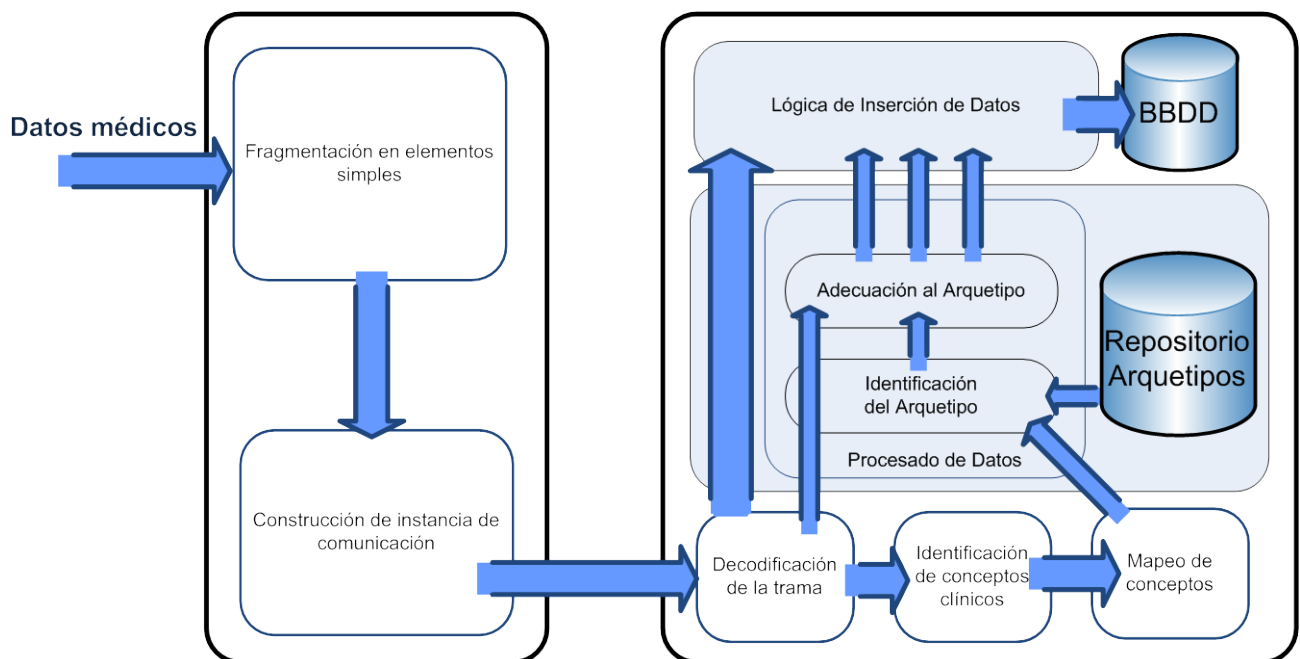 Datos médicos
Fragmentación en elementos
simples
Construcción de instancia de
comunicación
Lógica de Inserción de Datos
BBDD
Adecuación al Arquetipo
Identificación
del Arquetipo
Procesado de Datos
Repositorio
Arquetipos
Decodificación
de la trama
Identificación
de conceptos
clínicos
Mapeo de
conceptos